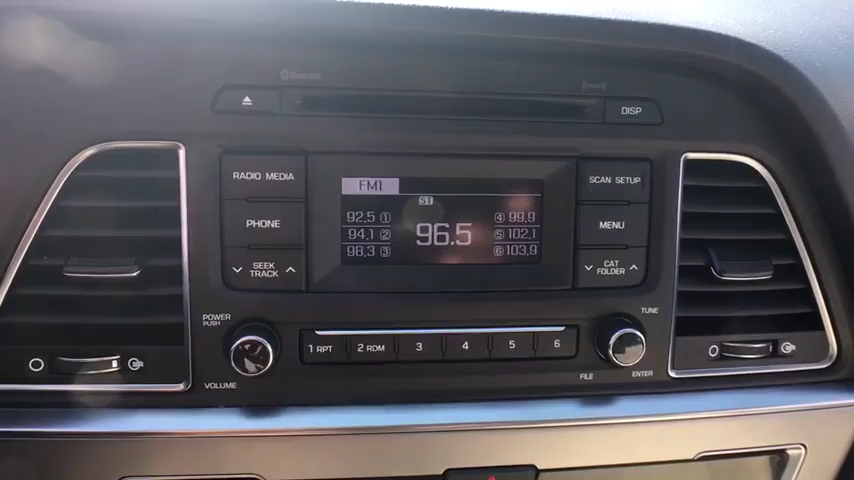 Bluetooth
DISP
RADIO MEDIA
PHONE
SEEK
TRACK
FM1
ST
92.5 1
94.1 2
98.3 3
96.5
4 99.9
5 102.1
6 103.9
SCAN SETUP
MENU
CAT
FOLDER
POWER
PUSH
VOLUME
1 RPT
2 RDM
3
4
5
6
TUNE
FILE
ENTER